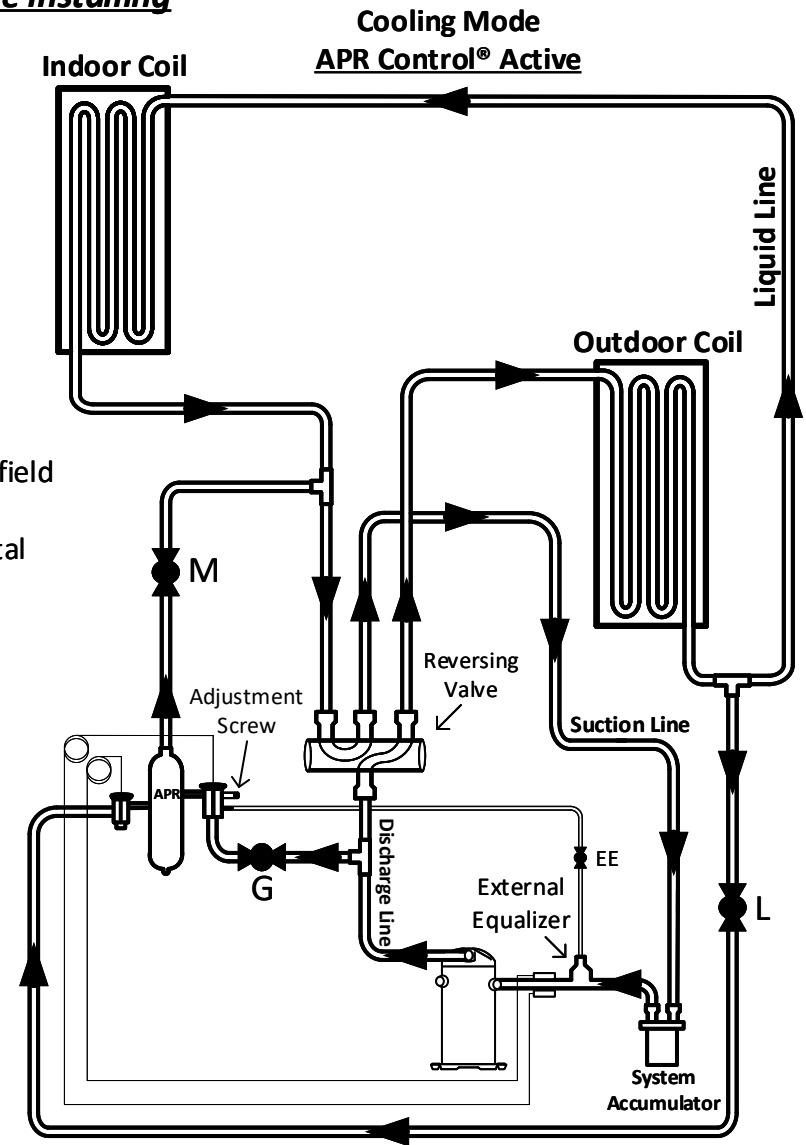 Cooling Mode
APR Control® Active
Indoor Coil
Liquid Line
Outdoor Coil
field
M
Reversing
Valve
Adjustment
Screw
Suction Line
APR
Discharge Line
EE
G
External
Equalizer
L
System
Accumulator